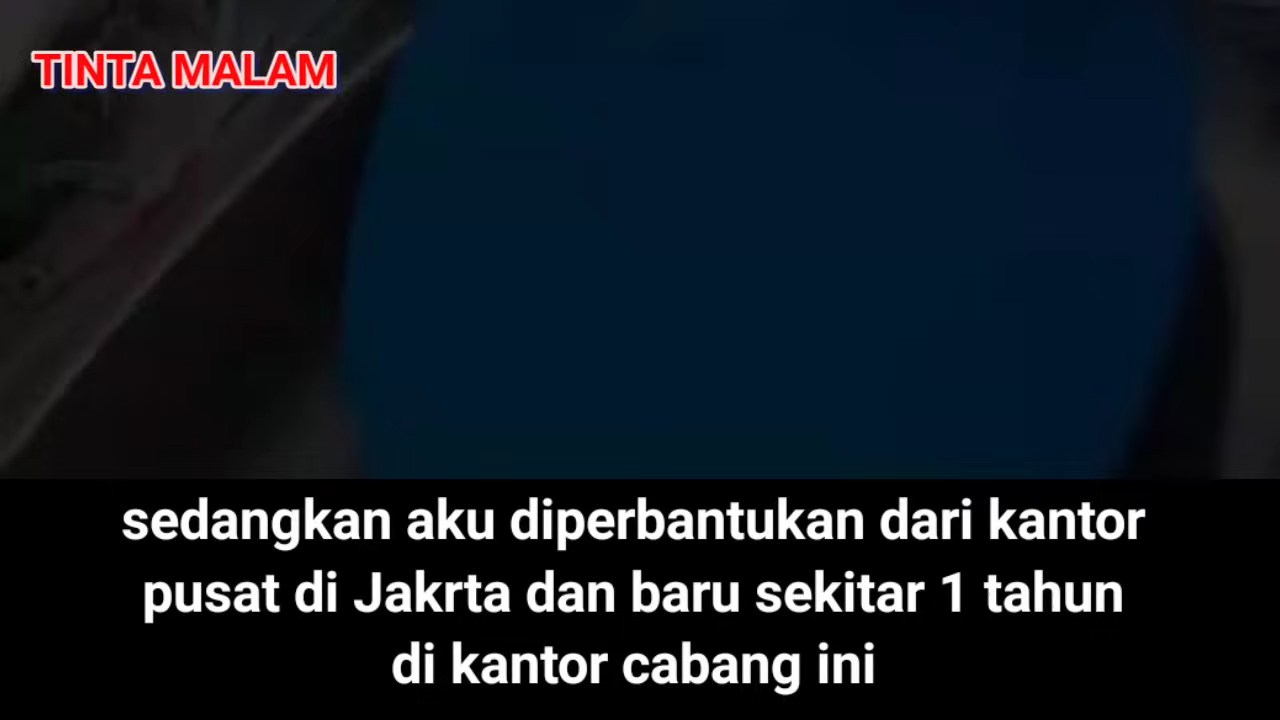 TINTA MALAM
sedangkan aku diperbantukan dari kantor
pusat di Jakrta dan baru sekitar 1 tahun
di kantor cabang ini